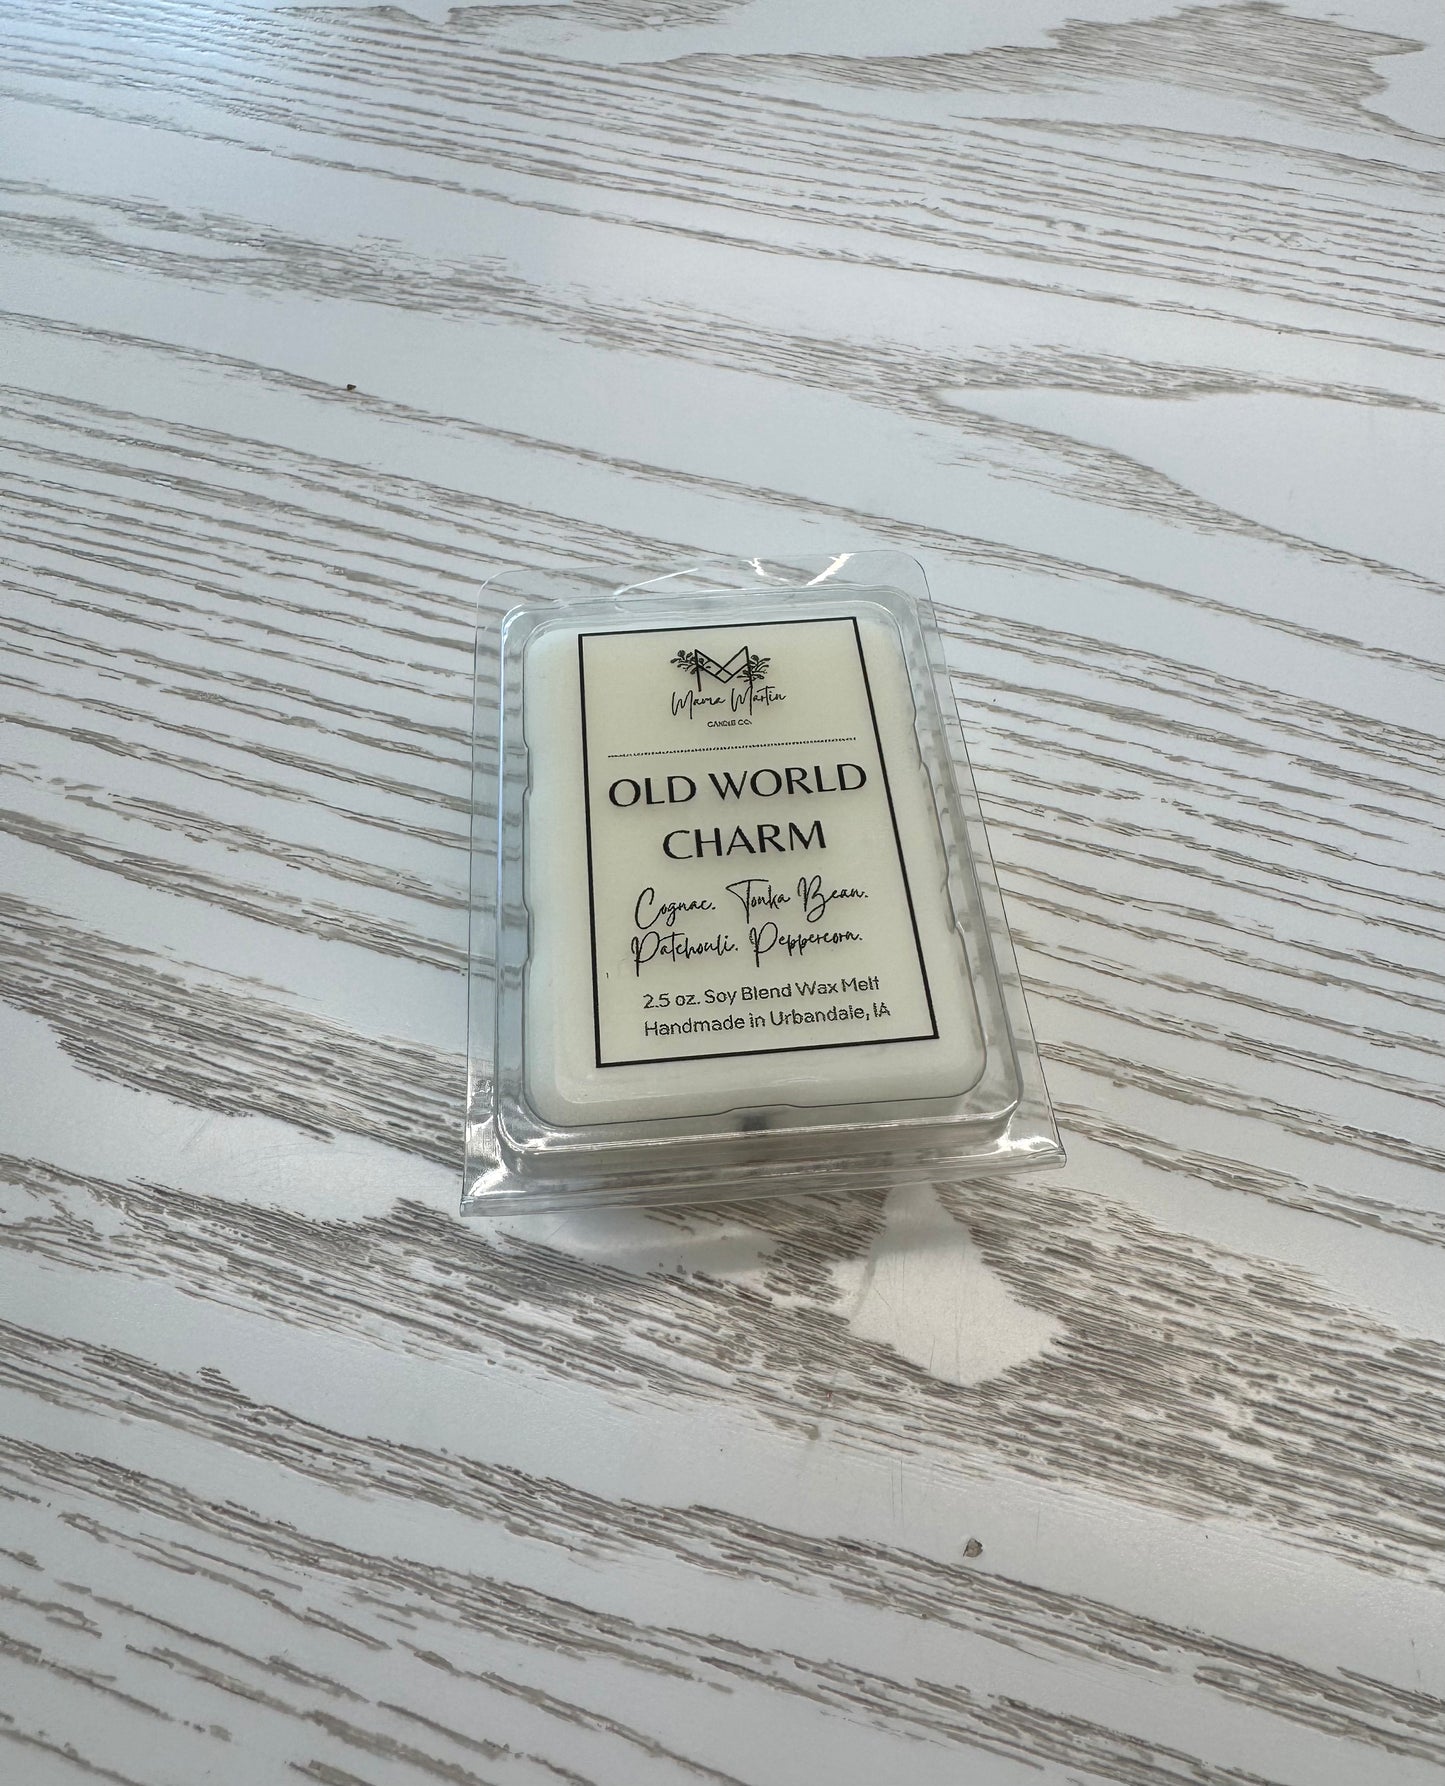 Mama Martin
CANDLE CO.
OLD WORLD
CHARM
Cognac. Tonka Bean.
Patchouli. Peppercorn.
2.5 oz. Soy Blend Wax Melt
Handmade in Urbandale, IA